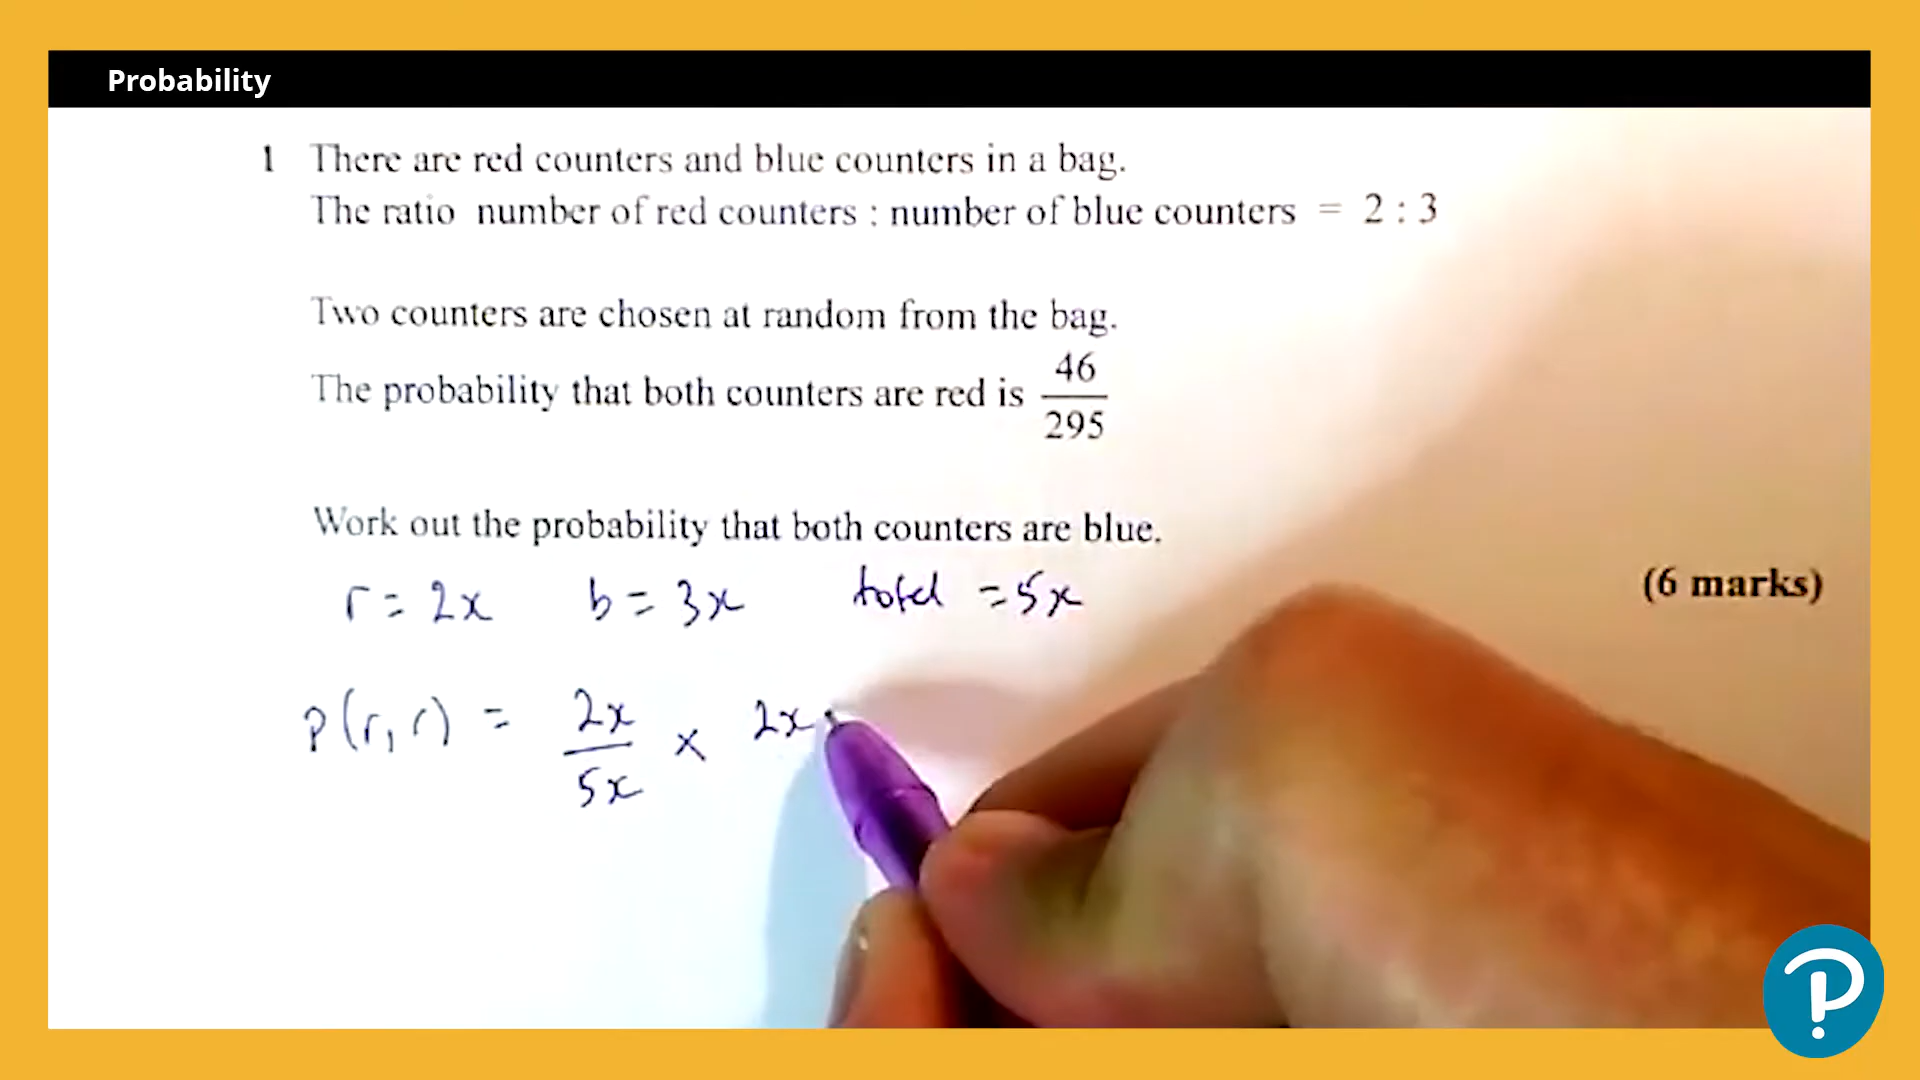 Probability
1 There are red counters and blue counters in a bag.
The ratio number of red counters : number of blue counters = 2 : 3
Two counters are chosen at random from the bag.
The probability that both counters are red is 46/295
Work out the probability that both counters are blue.
(6 marks)
r = 2x b = 3x total = 5x
P(r, r) = 2x/5x × 2x
P